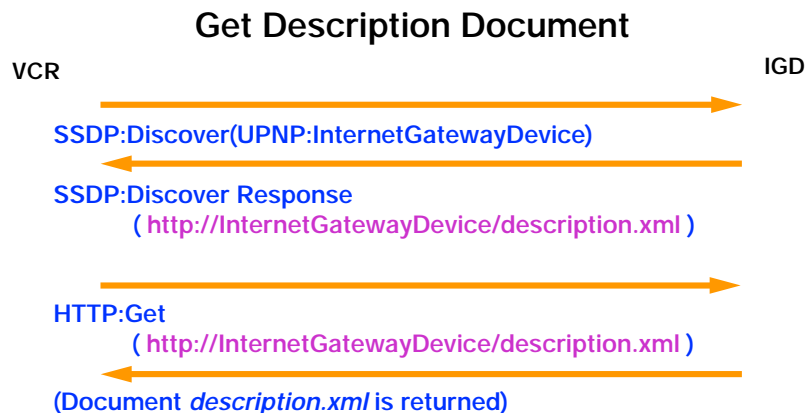 Get Description Document
VCR
IGD
SSDP:Discover(UPNP:InternetGatewayDevice)
SSDP:Discover Response
( http://InternetGatewayDevice/description.xml )
HTTP:Get
( http://InternetGatewayDevice/description.xml )
(Document description.xml is returned)